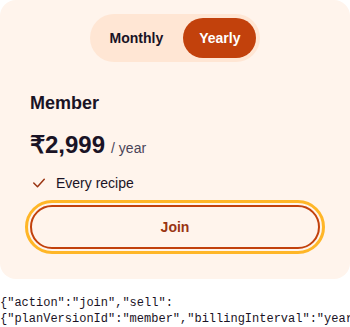 Monthly Yearly
Member
₹2,999 / year
Every recipe
Join
{"action":"join","sell":
{"planVersionId":"member","billingInterval":"year